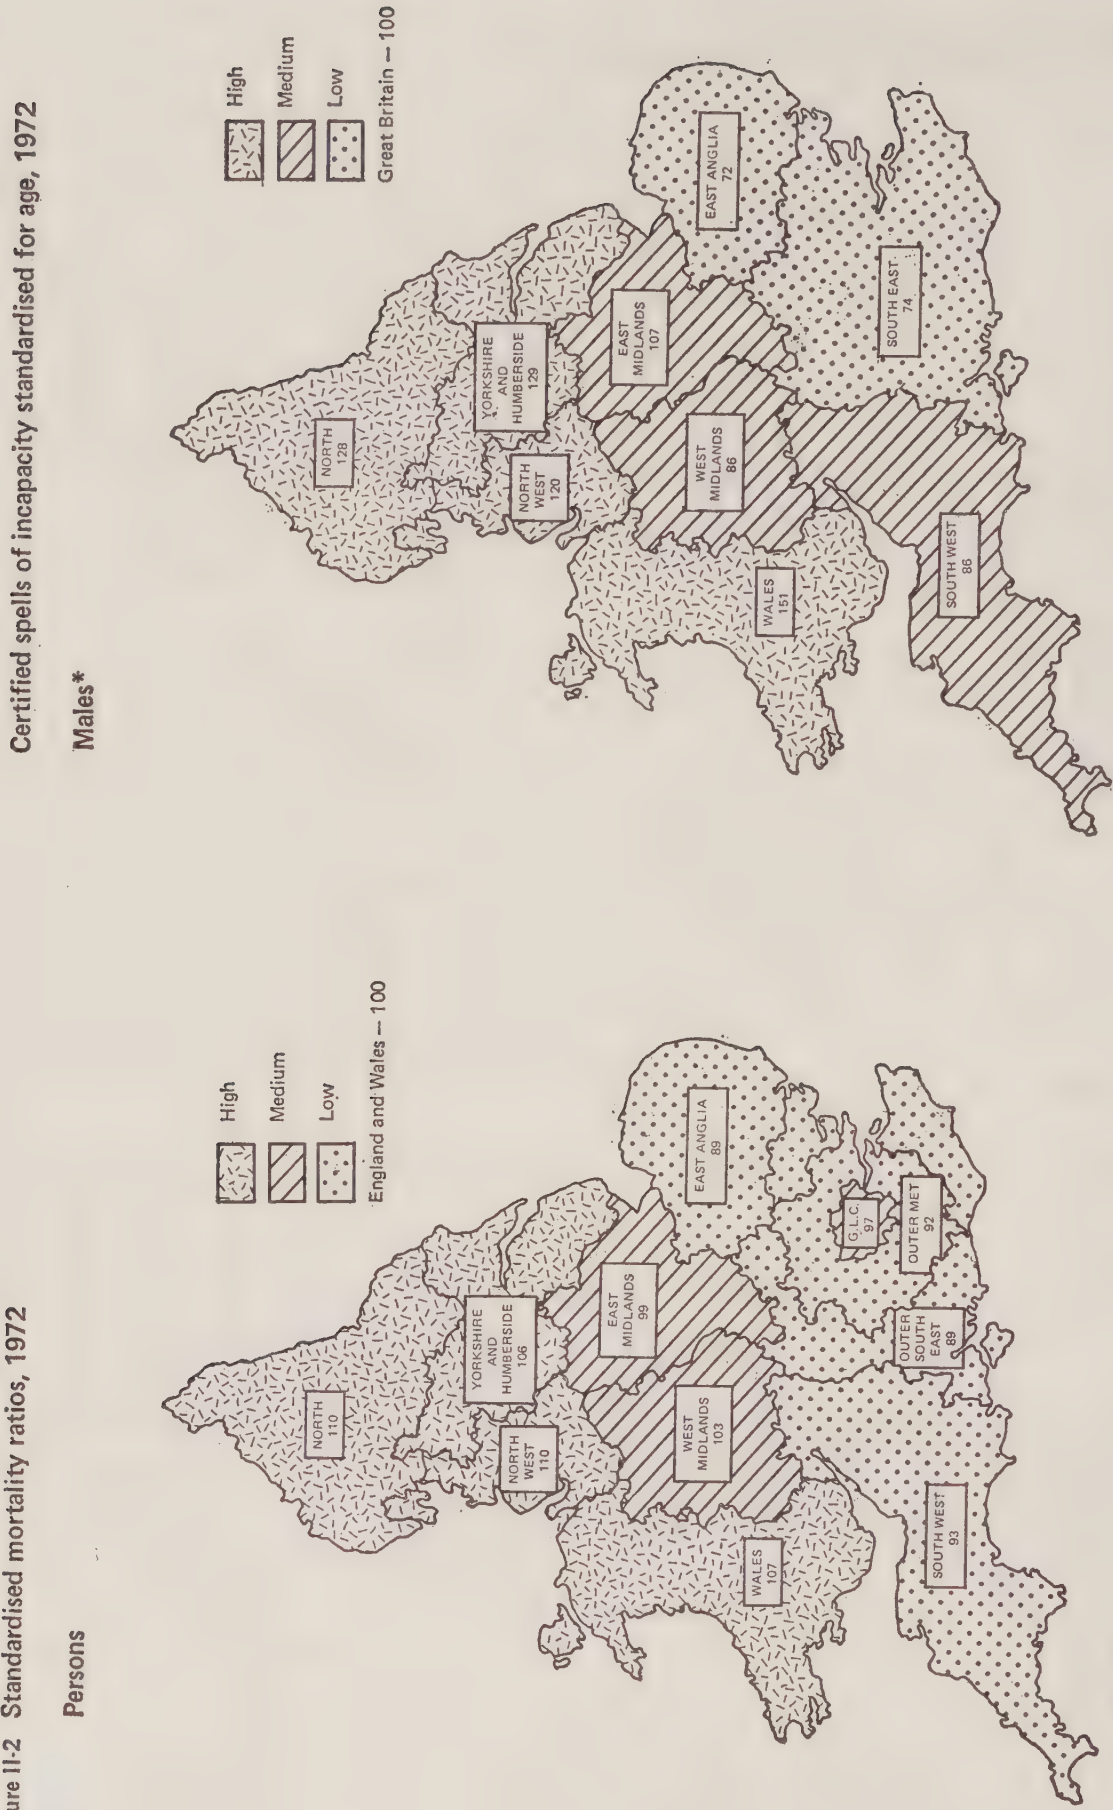 ure II-2 Standardised mortality ratios, 1972
Persons
High
Medium
Low
England and Wales — 100
NORTH
110
YORKSHIRE
AND
HUMBERSIDE
106
NORTH
WEST
110
EAST
MIDLANDS
99
WEST
MIDLANDS
103
EAST ANGLIA
89
WALES
107
G.L.C.
97
OUTER MET
92
OUTER
SOUTH
EAST
89
SOUTH WEST
93
Certified spells of incapacity standardised for age, 1972
Males*
High
Medium
Low
Great Britain — 100
NORTH
128
YORKSHIRE
AND
HUMBERSIDE
129
NORTH
WEST
120
EAST
MIDLANDS
107
WEST
MIDLANDS
86
EAST ANGLIA
72
WALES
151
SOUTH EAST
74
SOUTH WEST
86